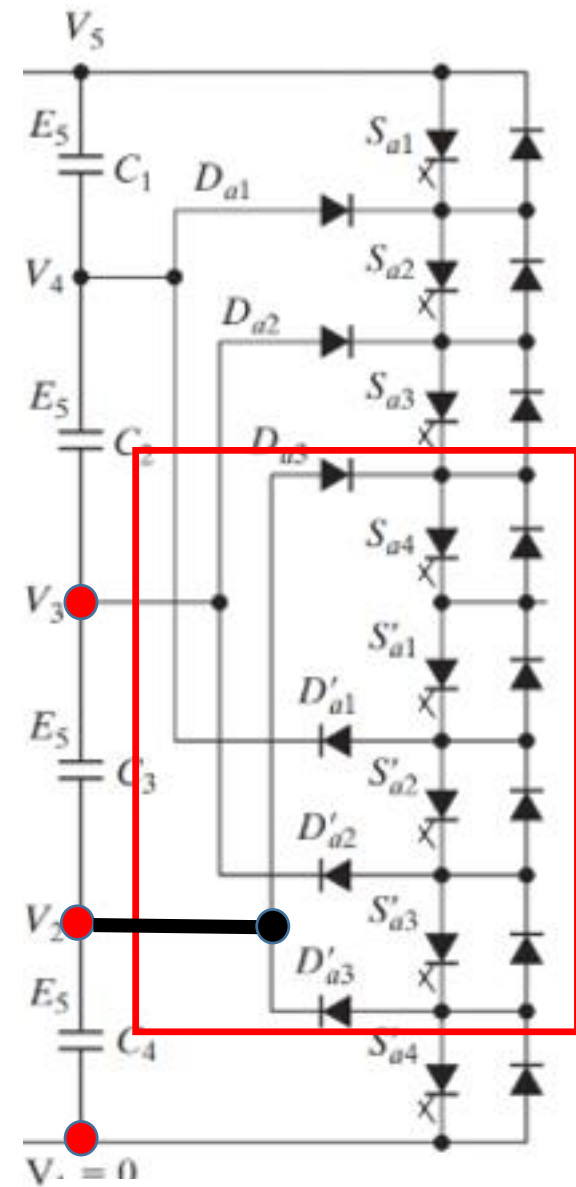 V₅
E₅
C₁
Dₐ₁
Sₐ₁
V₄
Sₐ₂
Dₐ₂
E₅
C₂
Sₐ₃
Dₐ₃
Sₐ₄
V₃
S'ₐ₁
D'ₐ₁
E₅
C₃
S'ₐ₂
D'ₐ₂
V₂
S'ₐ₃
D'ₐ₃
E₅
C₄
S'ₐ₄
V₁ = 0